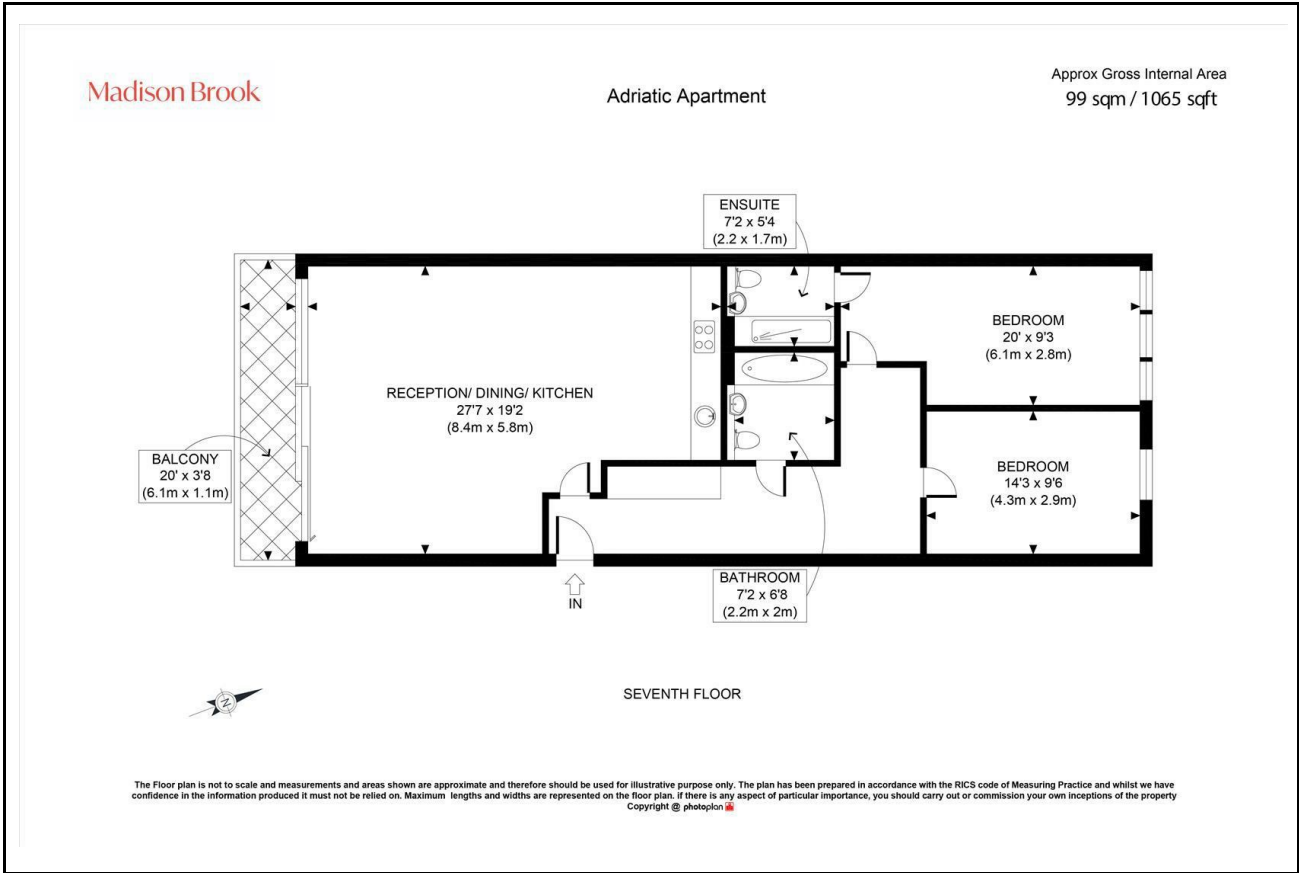 Madison Brook
Adriatic Apartment
Approx Gross Internal Area
99 sqm / 1065 sqft
ENSUITE
7'2 x 5'4
(2.2 x 1.7m)
BEDROOM
20' x 9'3
(6.1m x 2.8m)
RECEPTION/ DINING/ KITCHEN
27'7 x 19'2
(8.4m x 5.8m)
BALCONY
20' x 3'8
(6.1m x 1.1m)
BEDROOM
14'3 x 9'6
(4.3m x 2.9m)
BATHROOM
7'2 x 6'8
(2.2m x 2m)
IN
N
SEVENTH FLOOR
The Floor plan is not to scale and measurements and areas shown are approximate and therefore should be used for illustrative purpose only. The plan has been prepared in accordance with the RICS code of Measuring Practice and whilst we have
confidence in the information produced it must not be relied on. Maximum lengths and widths are represented on the floor plan. if there is any aspect of particular importance, you should carry out or commission your own inceptions of the property
Copyright @ photoplan